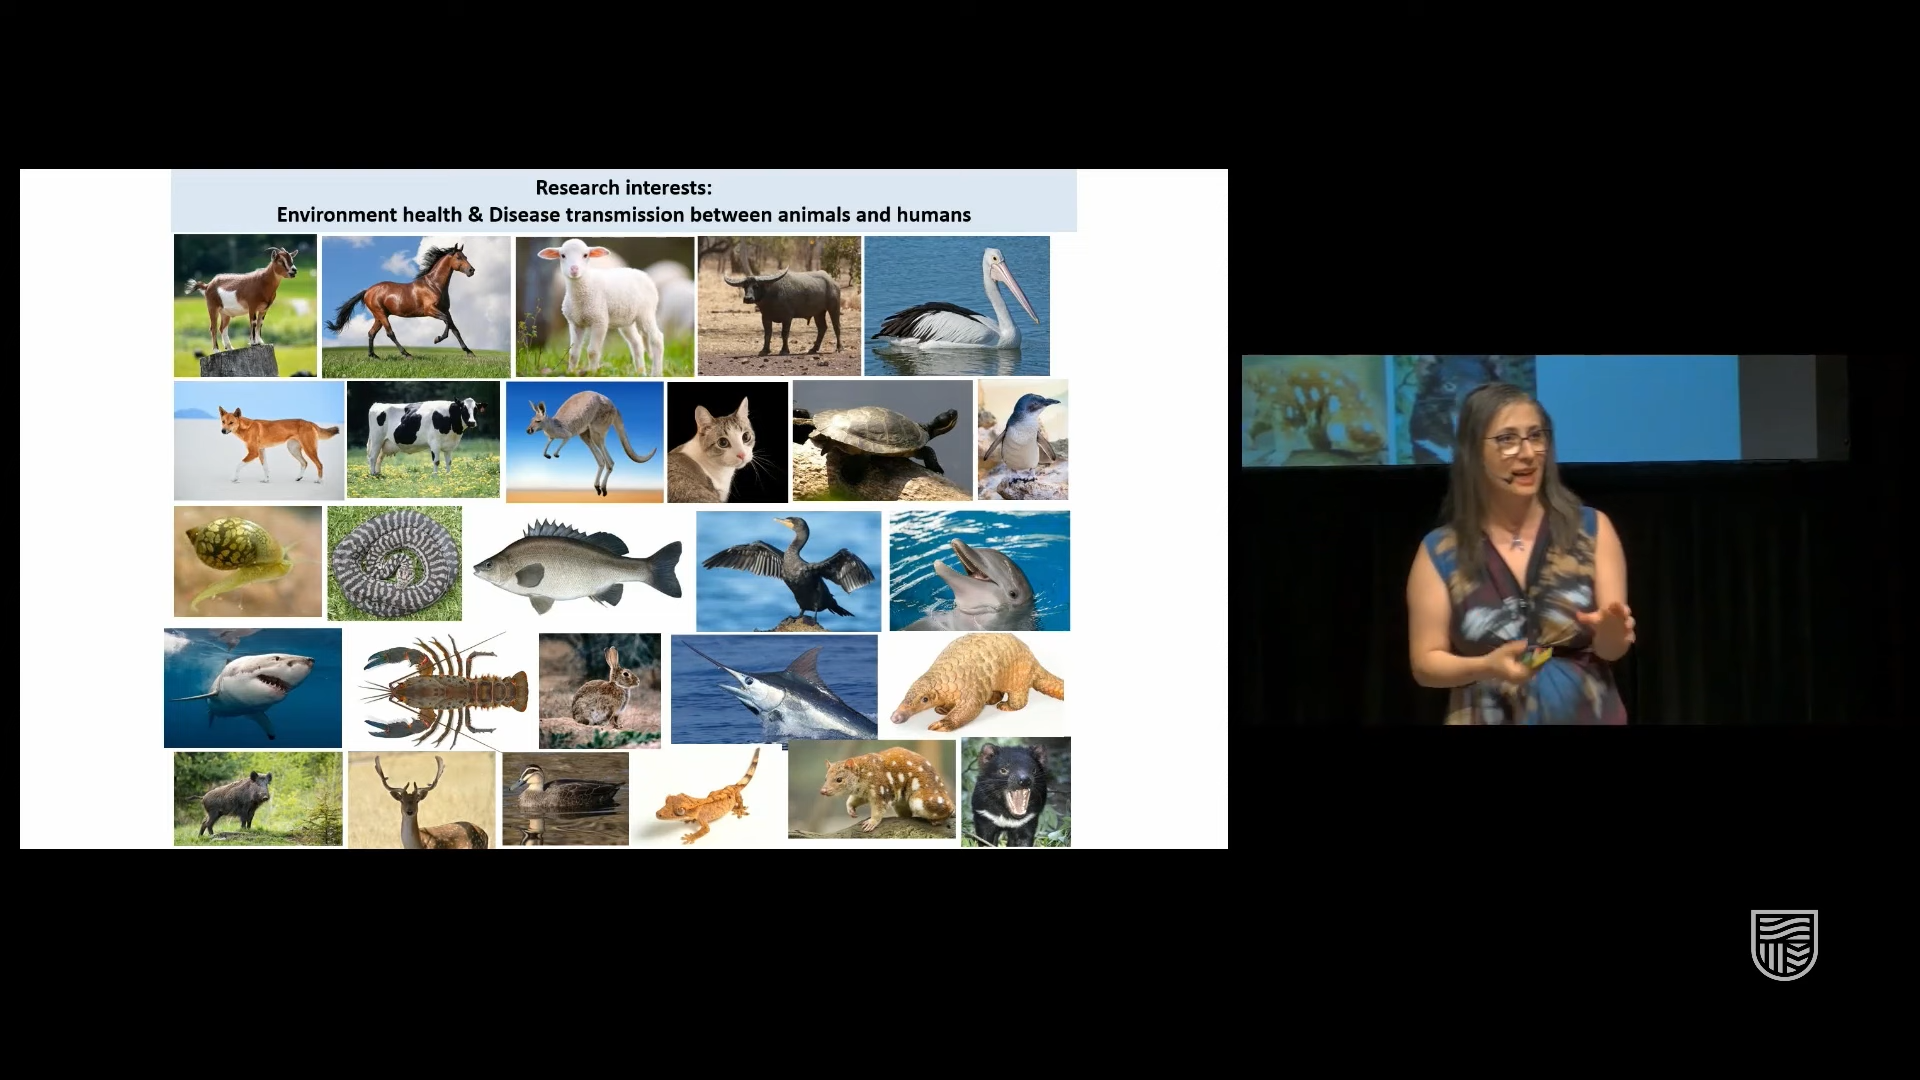 Research interests:
Environment health & Disease transmission between animals and humans